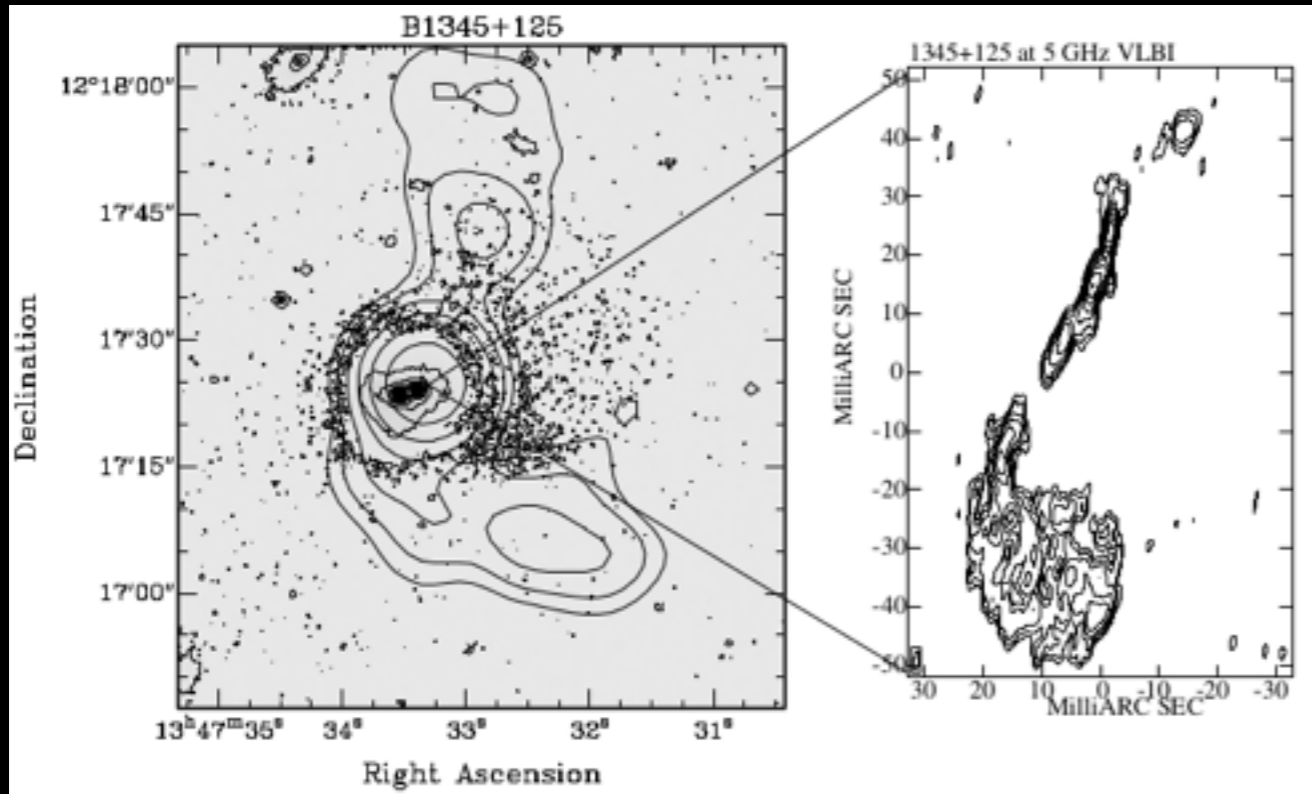 B1345+125
12°18'00"
17'45"
17'30"
17'15"
17'00"
Declination
13ʰ47ᵐ35ˢ
34ˢ
33ˢ
32ˢ
31ˢ
Right Ascension
1345+125 at 5 GHz VLBI
50
40
30
20
10
0
-10
-20
-30
-40
-50
MilliARC SEC
30
20
10
0
-10
-20
-30
MilliARC SEC